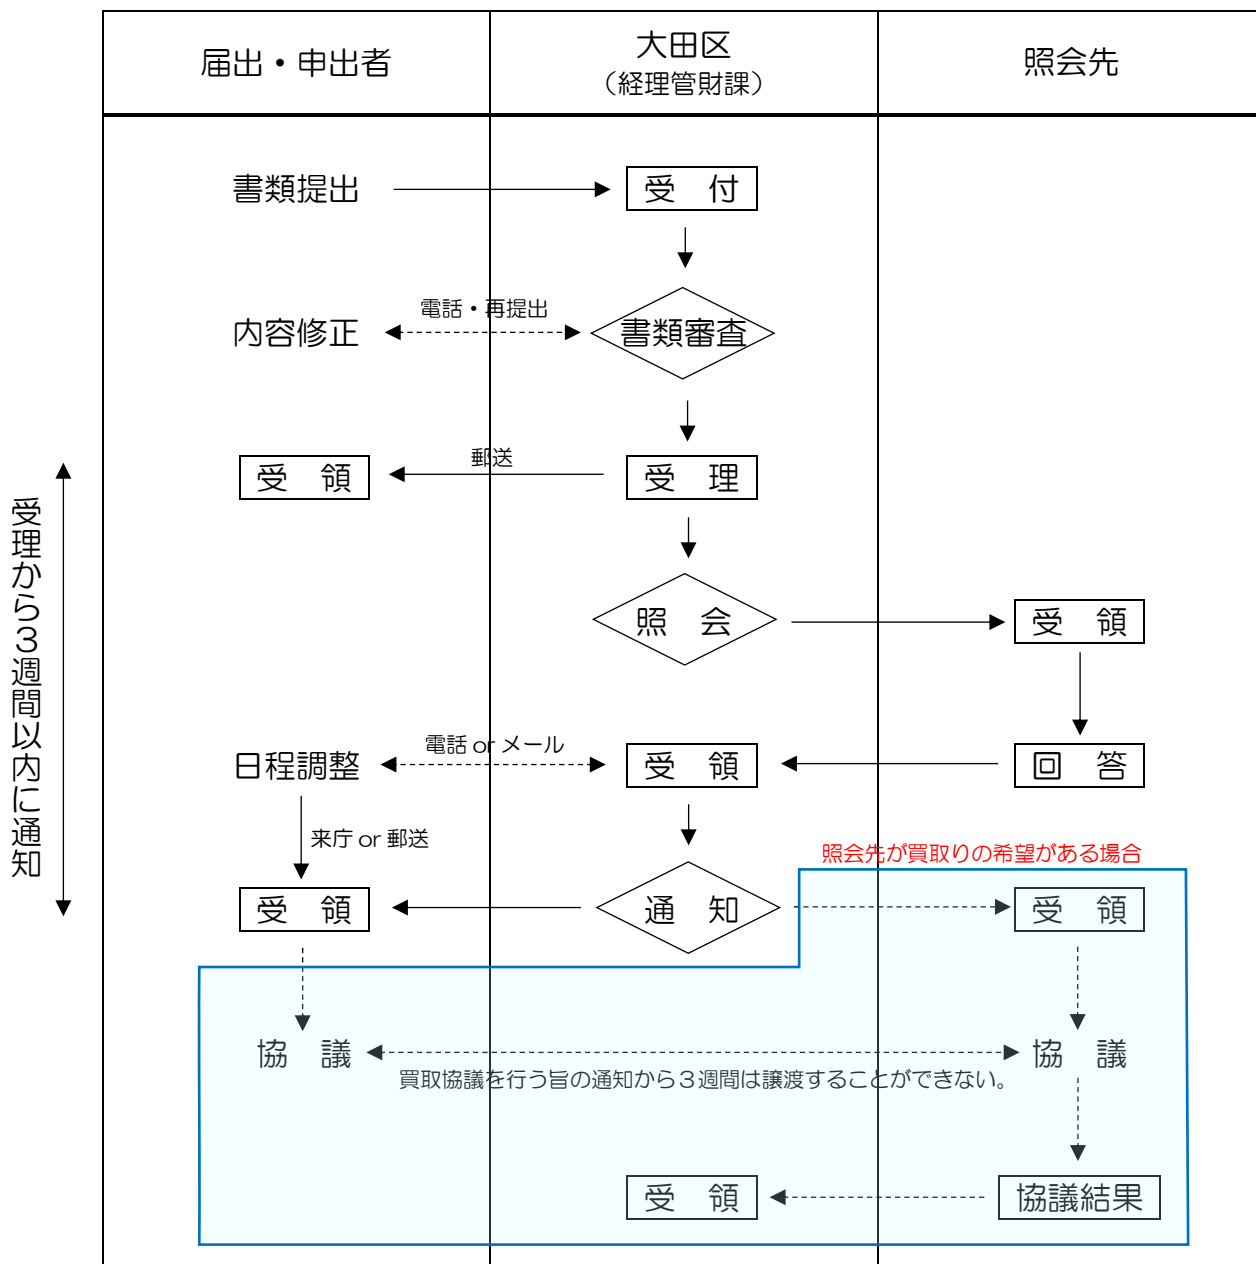 届出・申出者
大田区
（経理管財課）
照会先
書類提出
受　付
電話・再提出
内容修正
書類審査
郵送
受　領
受　理
受理から３週間以内に通知
照　会
受　領
電話 or メール
日程調整
受　領
回　答
来庁 or 郵送
照会先が買取りの希望がある場合
受　領
通　知
受　領
協　議
協　議
買取協議を行う旨の通知から３週間は譲渡することができない。
受　領
協議結果